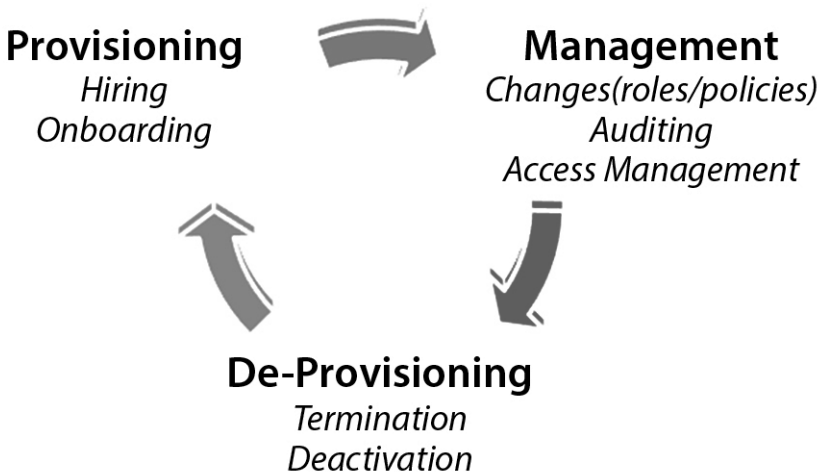 Provisioning
Hiring
Onboarding
Management
Changes(roles/policies)
Auditing
Access Management
De-Provisioning
Termination
Deactivation